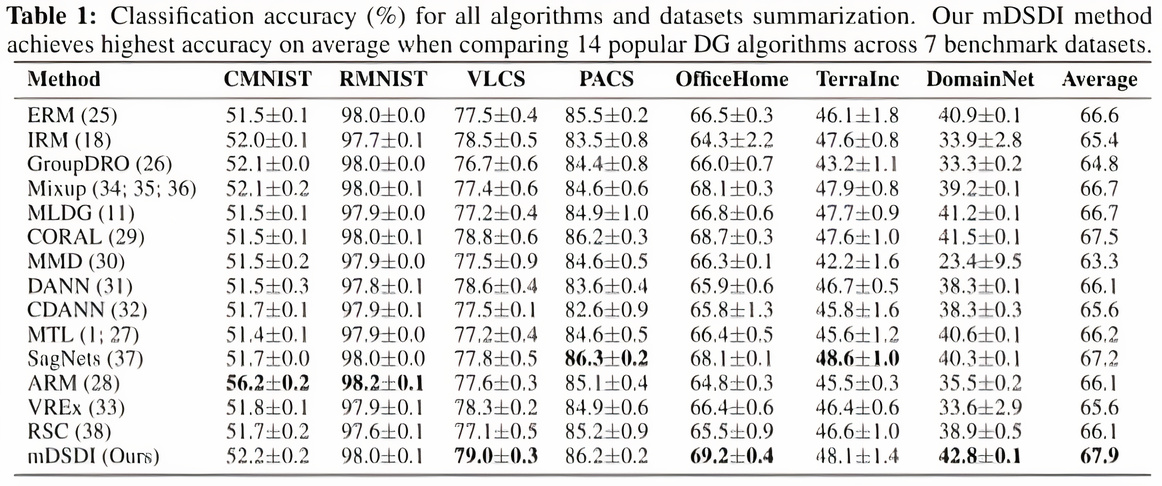 Table 1: Classification accuracy (%) for all algorithms and datasets summarization. Our mDSDI method
achieves highest accuracy on average when comparing 14 popular DG algorithms across 7 benchmark datasets.
Method CMNIST RMNIST VLCS PACS OfficeHome TerraInc DomainNet Average
ERM (25) 51.5±0.1 98.0±0.0 77.5±0.4 85.5±0.2 66.5±0.3 46.1±1.8 40.9±0.1 66.6
IRM (18) 52.0±0.1 97.7±0.1 78.5±0.5 83.5±0.8 64.3±2.2 47.6±0.8 33.9±2.8 65.4
GroupDRO (26) 52.1±0.0 98.0±0.0 76.7±0.6 84.4±0.8 66.0±0.7 43.2±1.1 33.3±0.2 64.8
Mixup (34; 35; 36) 52.1±0.2 98.0±0.1 77.4±0.6 84.6±0.6 68.1±0.3 47.9±0.8 39.2±0.1 66.7
MLDG (11) 51.5±0.1 97.9±0.0 77.2±0.4 84.9±1.0 66.8±0.6 47.7±0.9 41.2±0.1 66.7
CORAL (29) 51.5±0.1 98.0±0.1 78.8±0.6 86.2±0.3 68.7±0.3 47.6±1.0 41.5±0.1 67.5
MMD (30) 51.5±0.2 97.9±0.0 77.5±0.9 84.6±0.5 66.3±0.1 42.2±1.6 23.4±9.5 63.3
DANN (31) 51.5±0.3 97.8±0.1 78.6±0.4 83.6±0.4 65.9±0.6 46.7±0.5 38.3±0.1 66.1
CDANN (32) 51.7±0.1 97.9±0.1 77.5±0.1 82.6±0.9 65.8±1.3 45.8±1.6 38.3±0.3 65.6
MTL (1; 27) 51.4±0.1 97.9±0.0 77.2±0.4 84.6±0.5 66.4±0.5 45.6±1.2 40.6±0.1 66.2
SagNets (37) 51.7±0.0 98.0±0.0 77.8±0.5 86.3±0.2 68.1±0.1 48.6±1.0 40.3±0.1 67.2
ARM (28) 56.2±0.2 98.2±0.1 77.6±0.3 85.1±0.4 64.8±0.3 45.5±0.3 35.5±0.2 66.1
VREx (33) 51.8±0.1 97.9±0.1 78.3±0.2 84.9±0.6 66.4±0.6 46.4±0.6 33.6±2.9 65.6
RSC (38) 51.7±0.2 97.6±0.1 77.1±0.5 85.2±0.9 65.5±0.9 46.6±1.0 38.9±0.5 66.1
mDSDI (Ours) 52.2±0.2 98.0±0.1 79.0±0.3 86.2±0.2 69.2±0.4 48.1±1.4 42.8±0.1 67.9